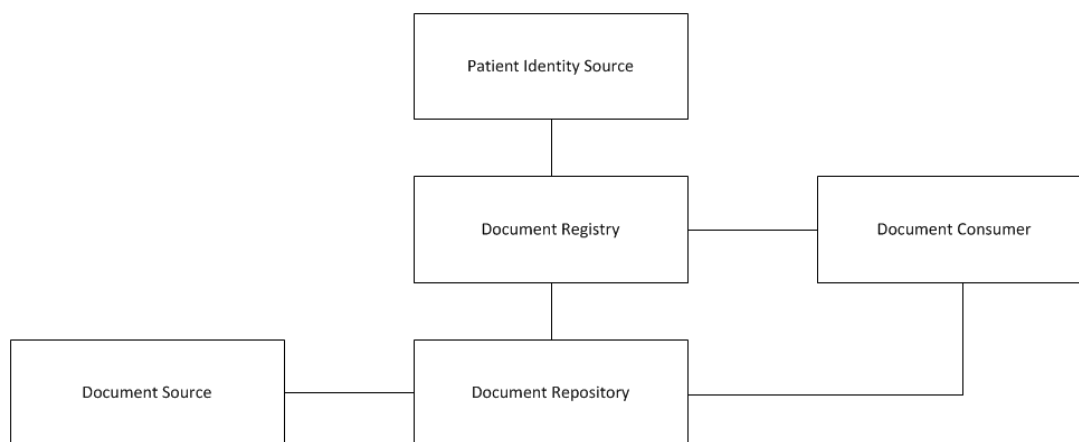 Patient Identity Source
Document Registry
Document Consumer
Document Source
Document Repository